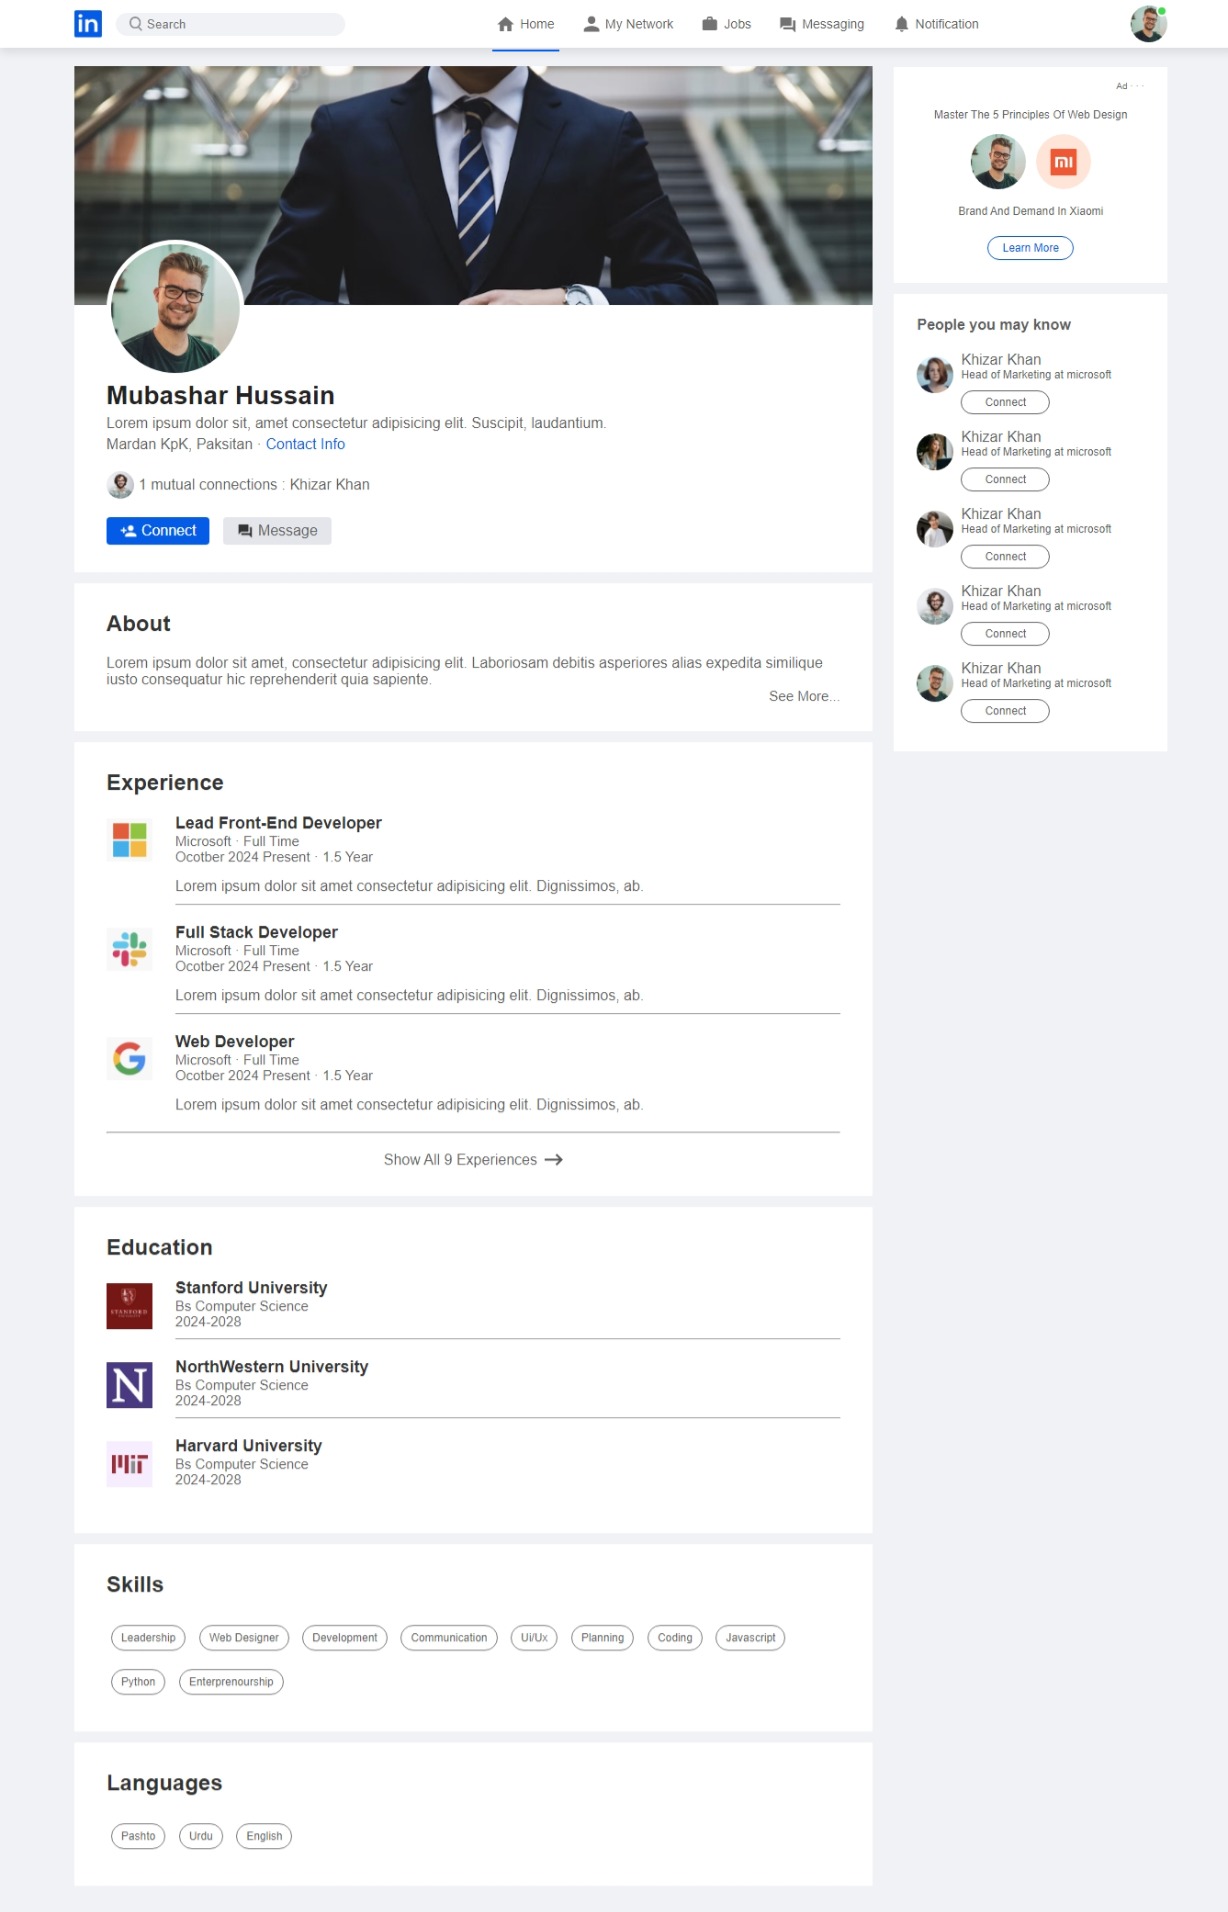 in
Search
Home
My Network
Jobs
Messaging
Notification
Mubashar Hussain
Lorem ipsum dolor sit, amet consectetur adipisicing elit. Suscipit, laudantium.
Mardan KpK, Paksitan · Contact Info
1 mutual connections : Khizar Khan
Connect
Message
About
Lorem ipsum dolor sit amet, consectetur adipisicing elit. Laboriosam debitis asperiores alias expedita similique
iusto consequatur hic reprehenderit quia sapiente.
See More...
Experience
Lead Front-End Developer
Microsoft · Full Time
Ocotber 2024 Present · 1.5 Year
Lorem ipsum dolor sit amet consectetur adipisicing elit. Dignissimos, ab.
Full Stack Developer
Microsoft · Full Time
Ocotber 2024 Present · 1.5 Year
Lorem ipsum dolor sit amet consectetur adipisicing elit. Dignissimos, ab.
Web Developer
Microsoft · Full Time
Ocotber 2024 Present · 1.5 Year
Lorem ipsum dolor sit amet consectetur adipisicing elit. Dignissimos, ab.
Show All 9 Experiences
Education
STANFORD
Stanford University
Bs Computer Science
2024-2028
N
NorthWestern University
Bs Computer Science
2024-2028
MIT
Harvard University
Bs Computer Science
2024-2028
Skills
Leadership
Web Designer
Development
Communication
Ui/Ux
Planning
Coding
Javascript
Python
Enterprenourship
Languages
Pashto
Urdu
English
Ad · · ·
Master The 5 Principles Of Web Design
mi
Brand And Demand In Xiaomi
Learn More
People you may know
Khizar Khan
Head of Marketing at microsoft
Connect
Khizar Khan
Head of Marketing at microsoft
Connect
Khizar Khan
Head of Marketing at microsoft
Connect
Khizar Khan
Head of Marketing at microsoft
Connect
Khizar Khan
Head of Marketing at microsoft
Connect